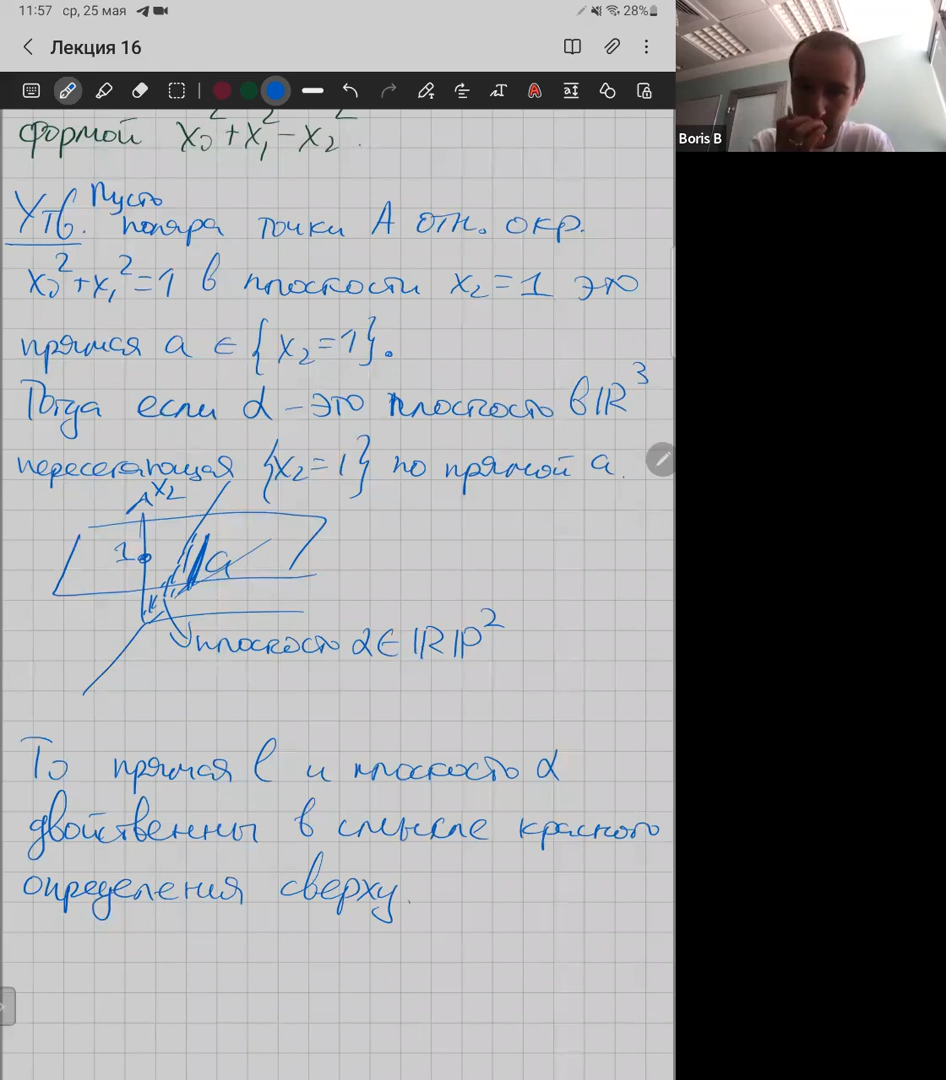 11:57 ср, 25 мая
28%
Лекция 16
Boris B
формой x₀² + x₁² - x₂².
Утв. Пусть поляра точки A отн. окр.
x₀² + x₁² = 1 в плоскости x₂ = 1 это
прямая a ∈ {x₂ = 1}.
Тогда если α - это плоскость в ℝ³
пересекающая {x₂ = 1} по прямой a.
x₂
1
a
плоскость α ∈ ℝP²
То прямая l и плоскость α
двойственны в смысле красного
определения сверху.